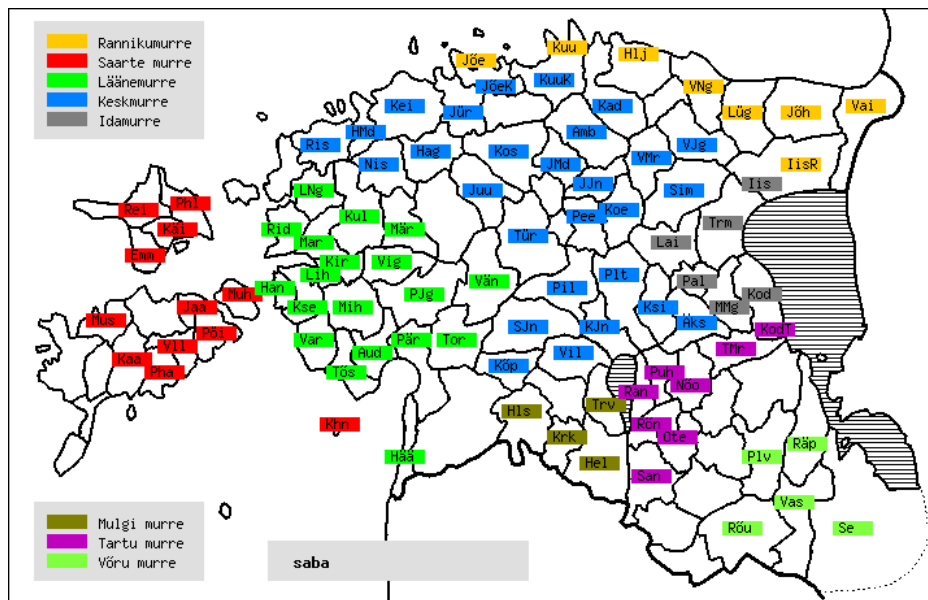 Rannikumurre
Saarte murre
Läänemurre
Keskmurre
Idamurre
Kuu
Hlj
Jõe
JõeK
KuuK
VNg
Kei
Jür
Kad
Lüg
Jõh
Vai
HMd
Ris
Hag
Kos
Amb
VMr
VJg
Nis
JMd
IisR
LNg
Juu
JJn
Sim
Iis
Rei
Phl
Käi
Emm
Rid
Kul
Mär
Mar
Tür
Pee
Koe
Lai
Trm
Kir
Vig
Lih
Han
Muh
Kse
Mih
PJg
Vän
Pil
Plt
Pal
Kod
Mus
Jaa
Pöi
Vll
Kaa
Pha
Var
Aud
Pär
Tor
SJn
KJn
Ksi
Äks
MMg
KodT
Tõs
Köp
Vil
TMr
Puh
Nõo
Ran
Khn
Hls
Trv
Rõn
Krk
Ote
Hää
Hel
San
Plv
Räp
Vas
Rõu
Se
Mulgi murre
Tartu murre
Võru murre
saba